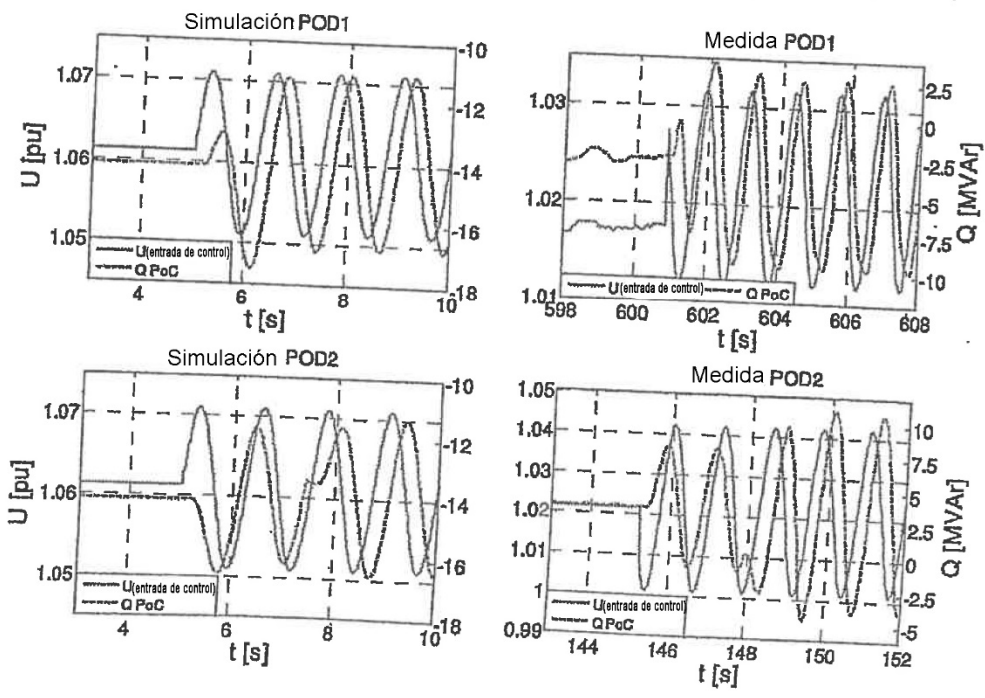 Simulación POD1
1.07
1.06
1.05
U [pu]
-10
-12
-14
-16
-18
U(entrada de control)
Q PoC
4 6 8 10
t [s]
Medida POD1
1.03
1.02
1.01
2.5
0
-2.5
-5
-7.5
-10
Q [MVAr]
U(entrada de control) Q PoC
598 600 602 604 606 608
t [s]
Simulación POD2
1.07
1.06
1.05
U [pu]
-10
-12
-14
-16
-18
U(entrada de control)
Q PoC
4 6 8 10
t [s]
Medida POD2
1.05
1.04
1.03
1.02
1.01
1
0.99
10
7.5
5
2.5
0
-2.5
-5
Q [MVAr]
U(entrada de control)
Q PoC
144 146 148 150 152
t [s]